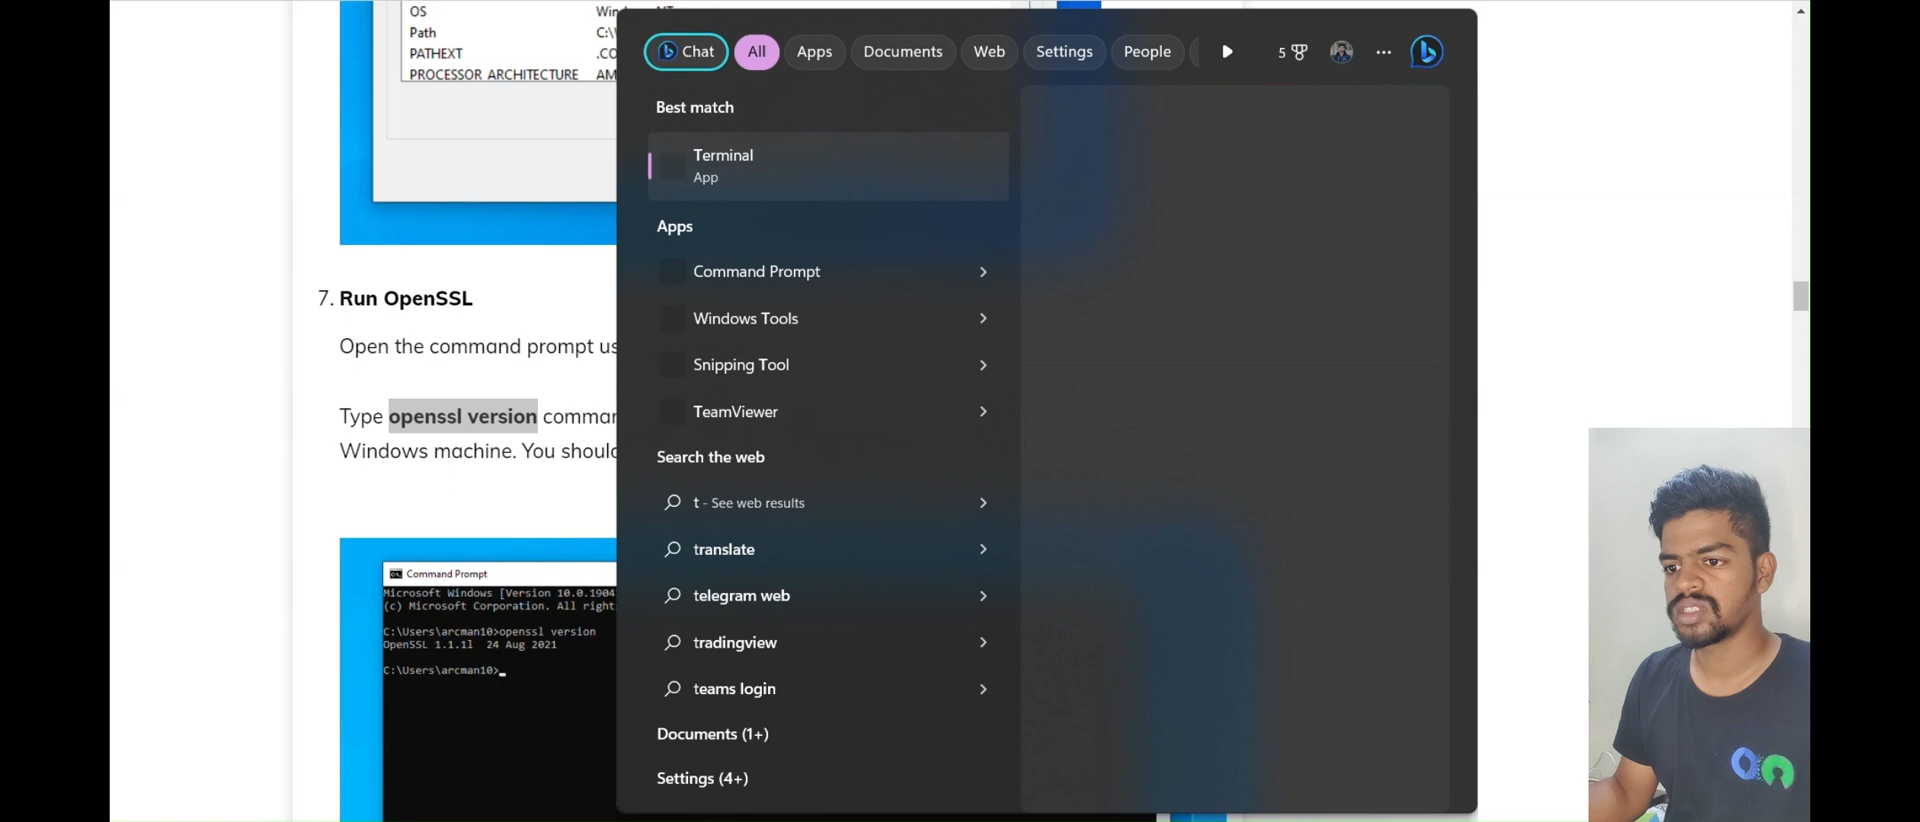 OS
Path
PATHEXT
PROCESSOR_ARCHITECTURE
C:\
.CO
AM
7. Run OpenSSL
Open the command prompt
Type openssl version
Windows machine. You
Command Prompt
Microsoft Windows [Version 10.0.1904
(c) Microsoft Corporation. All
C:\Users\arcman10>openssl version
OpenSSL 1.1.1l 24 Aug 2021
C:\Users\arcman10>
Chat
All
Apps
Documents
Web
Settings
People
5
Best match
Terminal
App
Apps
Command Prompt
Windows Tools
Snipping Tool
TeamViewer
Search the web
t - See web results
translate
telegram web
tradingview
teams login
Documents (1+)
Settings (4+)